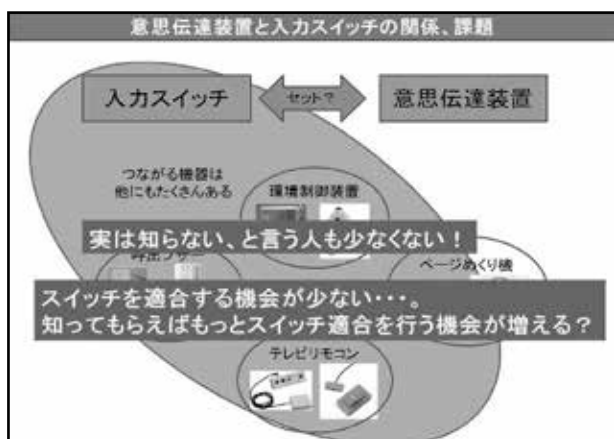 意思伝達装置と入力スイッチの関係、課題
入力スイッチ
セット?
意思伝達装置
つながる機器は
他にもたくさんある
環境制御装置
実は知らない、と言う人も少なくない!
ページめくり機
スイッチを適合する機会が少ない・・・。
知ってもらえばもっとスイッチ適合を行う機会が増える?
テレビリモコン